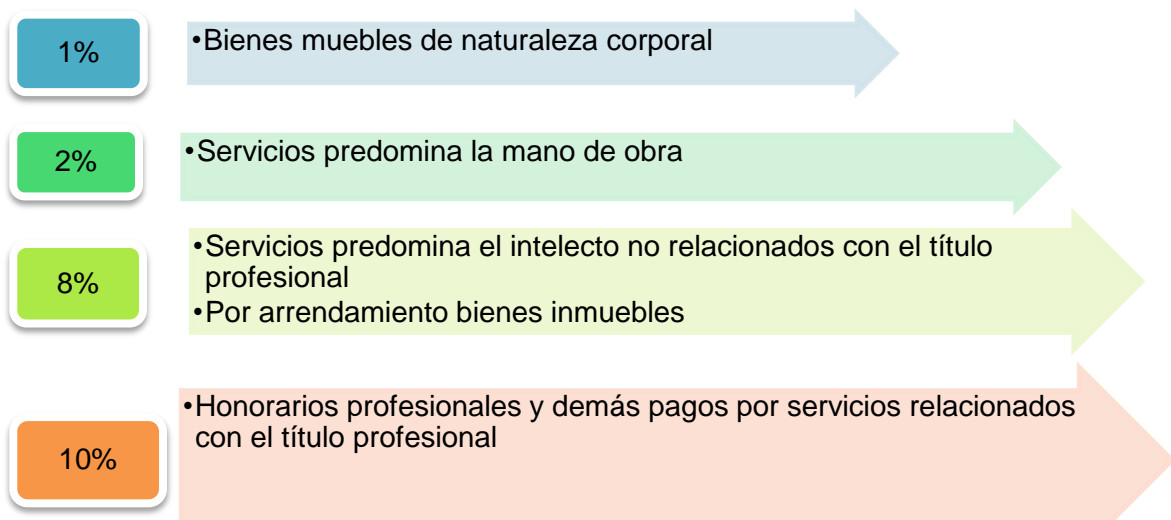 1%
•Bienes muebles de naturaleza corporal
2%
•Servicios predomina la mano de obra
8%
•Servicios predomina el intelecto no relacionados con el título
profesional
•Por arrendamiento bienes inmuebles
10%
•Honorarios profesionales y demás pagos por servicios relacionados
con el título profesional